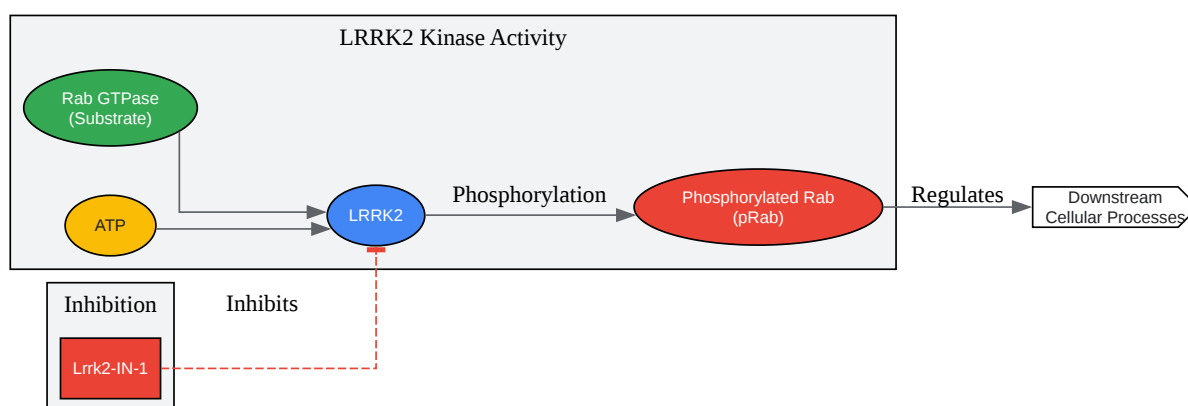 LRRK2 Kinase Activity
Rab GTPase
(Substrate)
ATP
LRRK2
Phosphorylation
Phosphorylated Rab
(pRab)
Regulates
Downstream
Cellular Processes
Inhibition
Inhibits
Lrrk2-IN-1